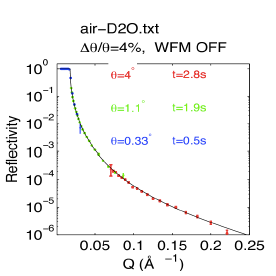 air-D2O.txt
Δθ/θ=4%, WFM OFF
θ=4° t=2.8s
θ=1.1° t=1.9s
θ=0.33° t=0.5s
Reflectivity
10⁰
10⁻¹
10⁻²
10⁻³
10⁻⁴
10⁻⁵
10⁻⁶
0.05 0.1 0.15 0.2 0.25
Q (Å ⁻¹)